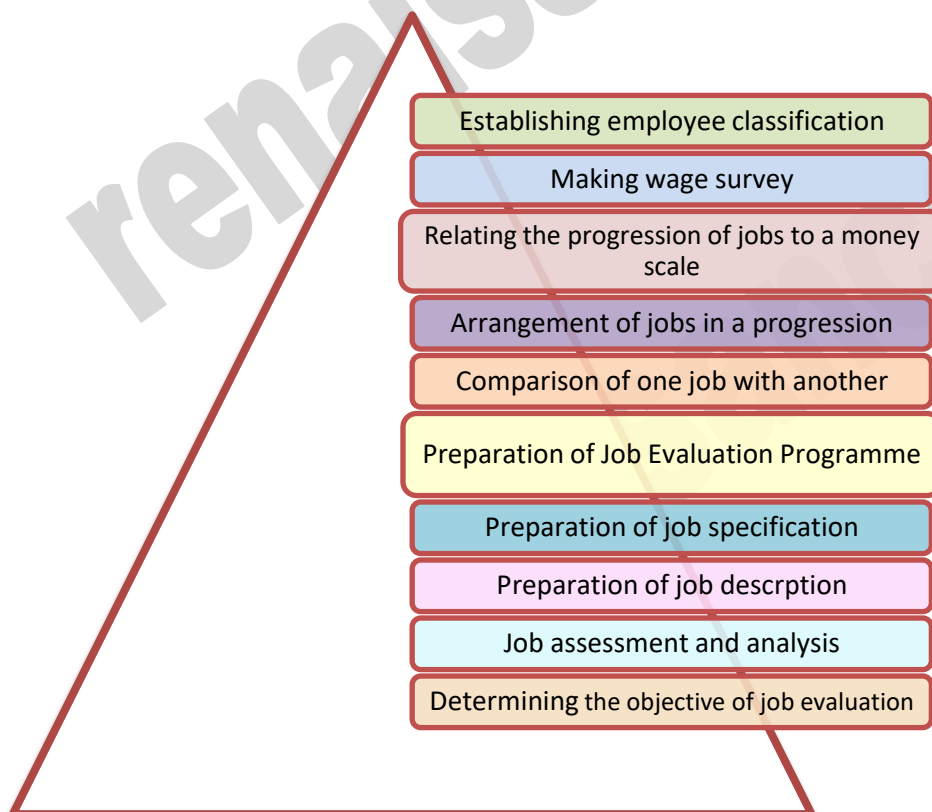 renais
Establishing employee classification
Making wage survey
Relating the progression of jobs to a money
scale
Arrangement of jobs in a progression
Comparison of one job with another
Preparation of Job Evaluation Programme
Preparation of job specification
Preparation of job descrption
Job assessment and analysis
Determining the objective of job evaluation